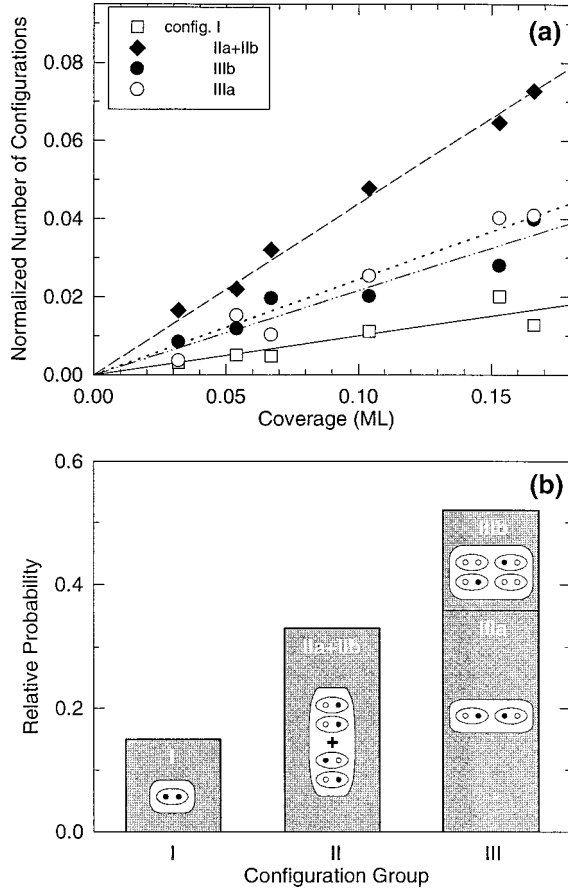 (a)
config. I
IIa+IIb
IIIb
IIIa
Normalized Number of Configurations
0.08
0.06
0.04
0.02
0.00
0.00 0.05 0.10 0.15
Coverage (ML)
(b)
Relative Probability
0.6
0.4
0.2
0.0
I
IIa+IIb
+
IIIb
IIIa
I II III
Configuration Group